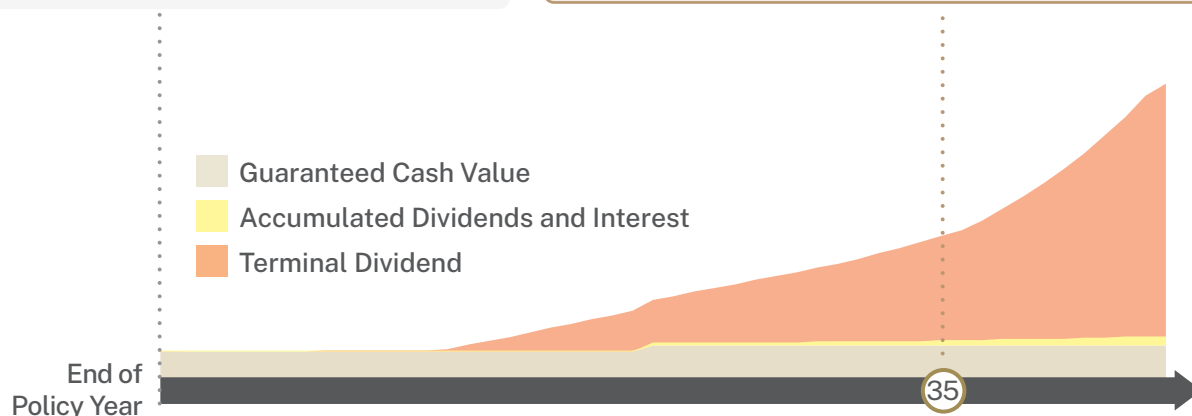 Guaranteed Cash Value
Accumulated Dividends and Interest
Terminal Dividend
End of
Policy Year
35